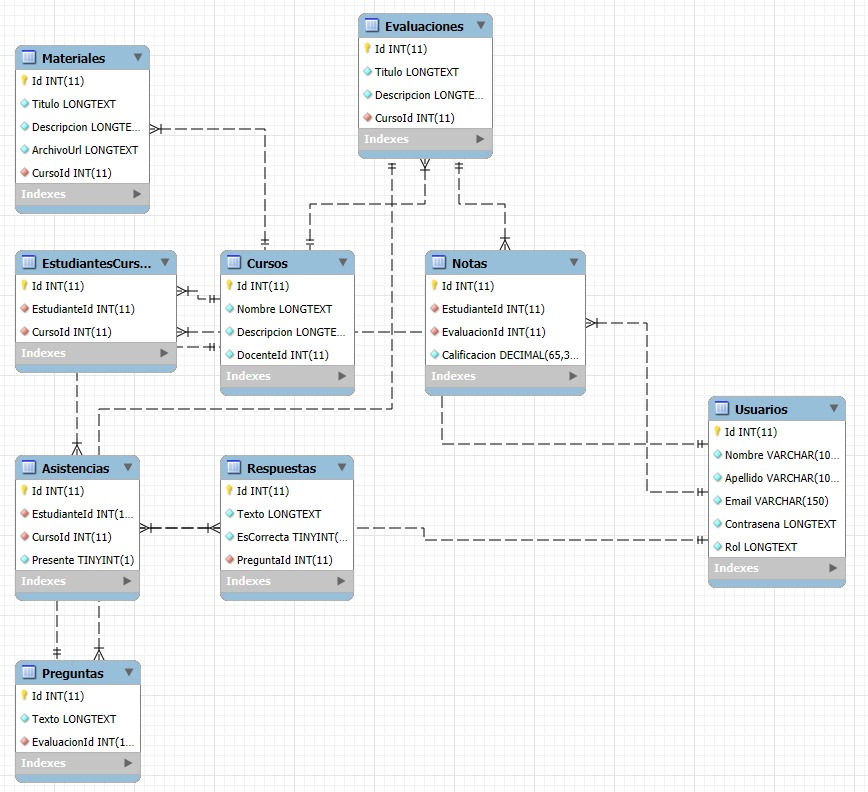 Evaluaciones
Id INT(11)
Titulo LONGTEXT
Descripcion LONGTE...
CursoId INT(11)
Indexes
Materiales
Id INT(11)
Titulo LONGTEXT
Descripcion LONGTE...
ArchivoUrl LONGTEXT
CursoId INT(11)
Indexes
EstudiantesCurs...
Id INT(11)
EstudianteId INT(11)
CursoId INT(11)
Indexes
Cursos
Id INT(11)
Nombre LONGTEXT
Descripcion LONGTE...
DocenteId INT(11)
Indexes
Notas
Id INT(11)
EstudianteId INT(11)
EvaluacionId INT(11)
Calificacion DECIMAL(65,3...
Indexes
Usuarios
Id INT(11)
Nombre VARCHAR(10...
Apellido VARCHAR(10...
Email VARCHAR(150)
Contrasena LONGTEXT
Rol LONGTEXT
Indexes
Asistencias
Id INT(11)
EstudianteId INT(1...
CursoId INT(11)
Presente TINYINT(1)
Indexes
Respuestas
Id INT(11)
Texto LONGTEXT
EsCorrecta TINYINT(...
PreguntaId INT(11)
Indexes
Preguntas
Id INT(11)
Texto LONGTEXT
EvaluacionId INT(1...
Indexes